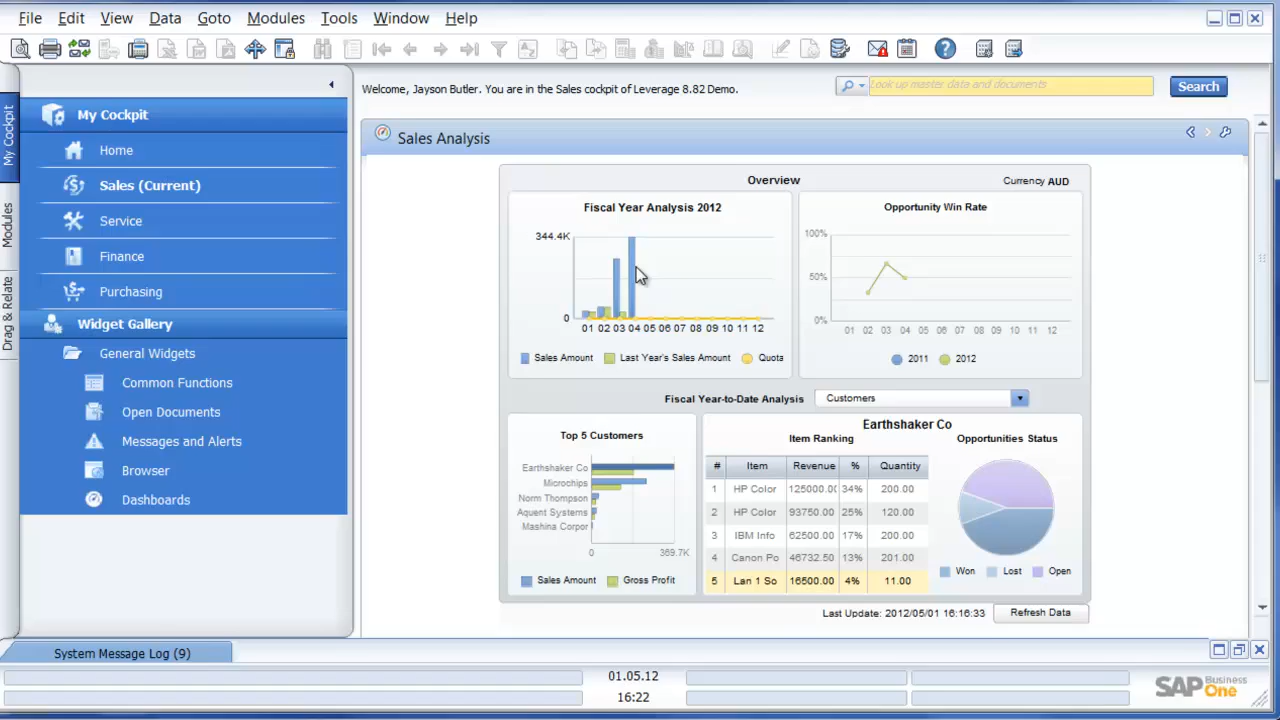 File Edit View Data Goto Modules Tools Window Help
My Cockpit
Modules
Drag & Relate
My Cockpit
Home
Sales (Current)
Service
Finance
Purchasing
Widget Gallery
General Widgets
Common Functions
Open Documents
Messages and Alerts
Browser
Dashboards
Welcome, Jayson Butler. You are in the Sales cockpit of Leverage 8.82 Demo.
Look up master data and documents
Search
Sales Analysis
Overview
Currency AUD
Fiscal Year Analysis 2012
344.4K
0
01 02 03 04 05 06 07 08 09 10 11 12
Sales Amount Last Year's Sales Amount Quota
Opportunity Win Rate
100%
50%
0%
01 02 03 04 05 06 07 08 09 10 11 12
2011 2012
Fiscal Year-to-Date Analysis Customers
Top 5 Customers
Earthshaker Co
Microchips
Norm Thompson
Aquent Systems
Mashina Corpor
0 369.7K
Sales Amount Gross Profit
Earthshaker Co
Item Ranking
# Item Revenue % Quantity
1 HP Color 125000.0( 34% 200.00
2 HP Color 93750.00 25% 120.00
3 IBM Info 62500.00 17% 200.00
4 Canon Po 46732.50 13% 201.00
5 Lan 1 So 16500.00 4% 11.00
Opportunities Status
Won Lost Open
Last Update: 2012/05/01 16:16:33 Refresh Data
System Message Log (9)
01.05.12
16:22
SAP Business One